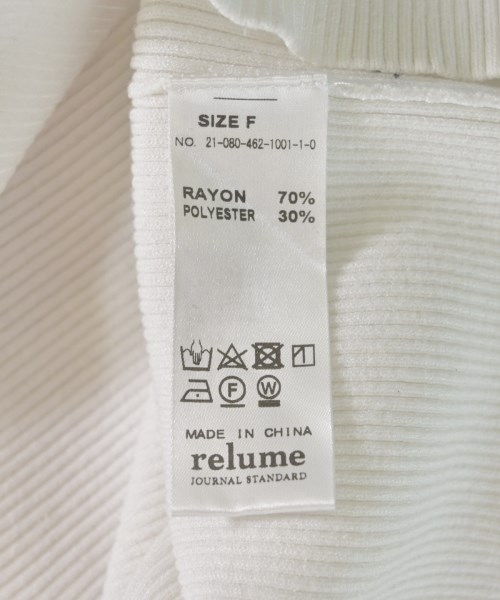 SIZE F
NO. 21-080-462-1001-1-0
RAYON 70%
POLYESTER 30%
F W
MADE IN CHINA
relume
JOURNAL STANDARD